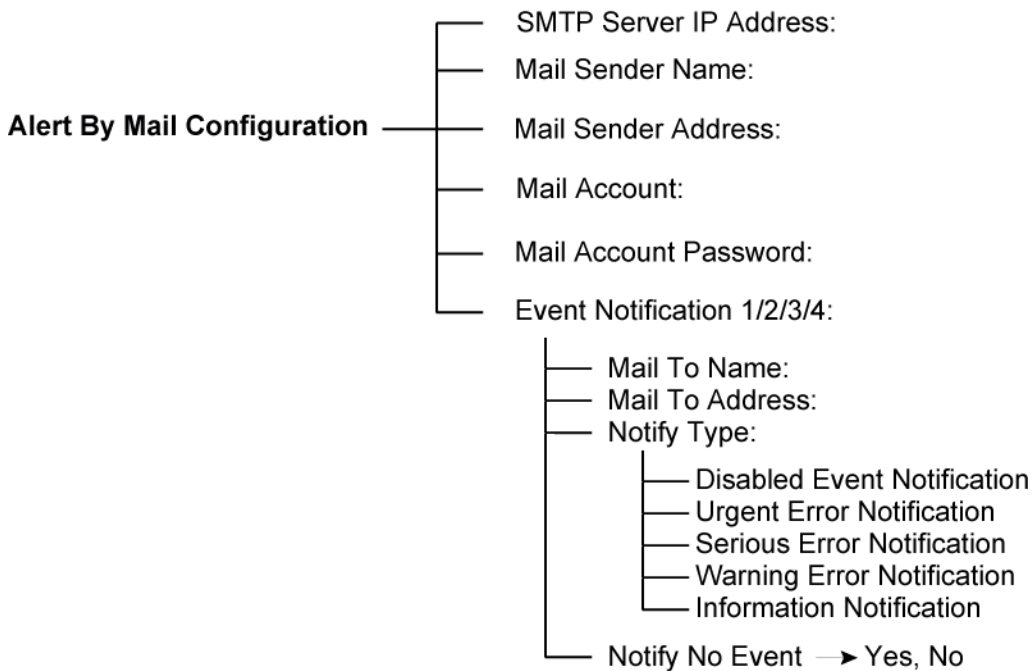 SMTP Server IP Address:
Mail Sender Name:
Alert By Mail Configuration
Mail Sender Address:
Mail Account:
Mail Account Password:
Event Notification 1/2/3/4:
Mail To Name:
Mail To Address:
Notify Type:
Disabled Event Notification
Urgent Error Notification
Serious Error Notification
Warning Error Notification
Information Notification
Notify No Event → Yes, No